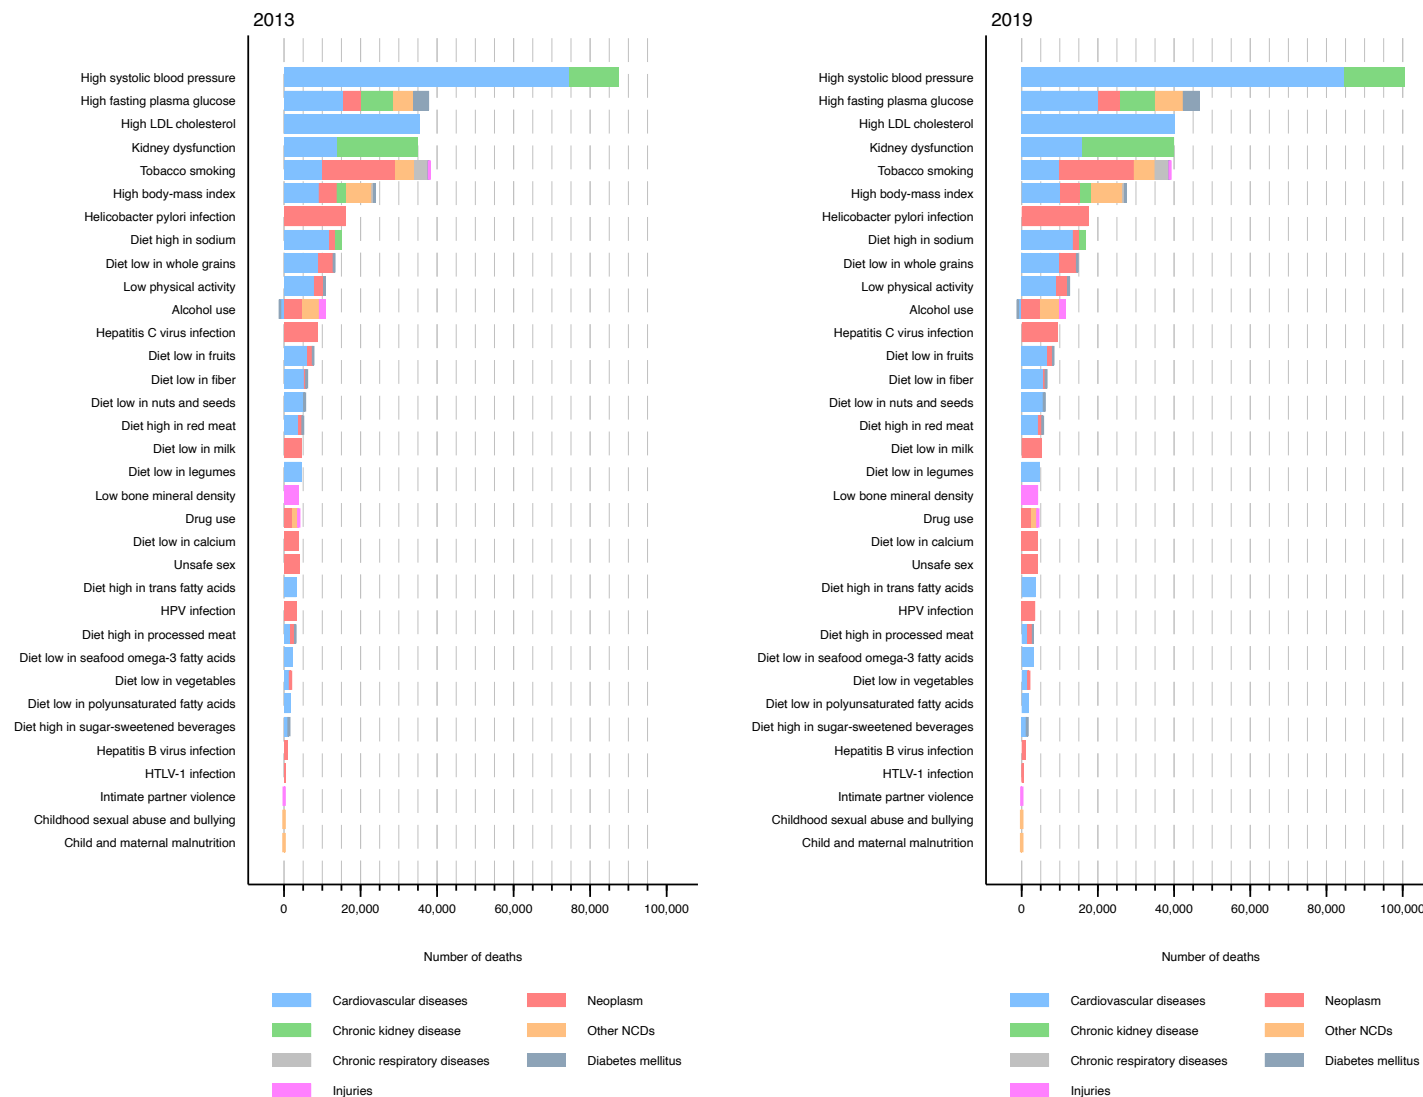 2013
High systolic blood pressure
High fasting plasma glucose
High LDL cholesterol
Kidney dysfunction
Tobacco smoking
High body-mass index
Helicobacter pylori infection
Diet high in sodium
Diet low in whole grains
Low physical activity
Alcohol use
Hepatitis C virus infection
Diet low in fruits
Diet low in fiber
Diet low in nuts and seeds
Diet high in red meat
Diet low in milk
Diet low in legumes
Low bone mineral density
Drug use
Diet low in calcium
Unsafe sex
Diet high in trans fatty acids
HPV infection
Diet high in processed meat
Diet low in seafood omega-3 fatty acids
Diet low in vegetables
Diet low in polyunsaturated fatty acids
Diet high in sugar-sweetened beverages
Hepatitis B virus infection
HTLV-1 infection
Intimate partner violence
Childhood sexual abuse and bullying
Child and maternal malnutrition
0 20,000 40,000 60,000 80,000 100,000
Number of deaths
Cardiovascular diseases Neoplasm
Chronic kidney disease Other NCDs
Chronic respiratory diseases Diabetes mellitus
Injuries
2019
High systolic blood pressure
High fasting plasma glucose
High LDL cholesterol
Kidney dysfunction
Tobacco smoking
High body-mass index
Helicobacter pylori infection
Diet high in sodium
Diet low in whole grains
Low physical activity
Alcohol use
Hepatitis C virus infection
Diet low in fruits
Diet low in fiber
Diet low in nuts and seeds
Diet high in red meat
Diet low in milk
Diet low in legumes
Low bone mineral density
Drug use
Diet low in calcium
Unsafe sex
Diet high in trans fatty acids
HPV infection
Diet high in processed meat
Diet low in seafood omega-3 fatty acids
Diet low in vegetables
Diet low in polyunsaturated fatty acids
Diet high in sugar-sweetened beverages
Hepatitis B virus infection
HTLV-1 infection
Intimate partner violence
Childhood sexual abuse and bullying
Child and maternal malnutrition
0 20,000 40,000 60,000 80,000 100,000
Number of deaths
Cardiovascular diseases Neoplasm
Chronic kidney disease Other NCDs
Chronic respiratory diseases Diabetes mellitus
Injuries